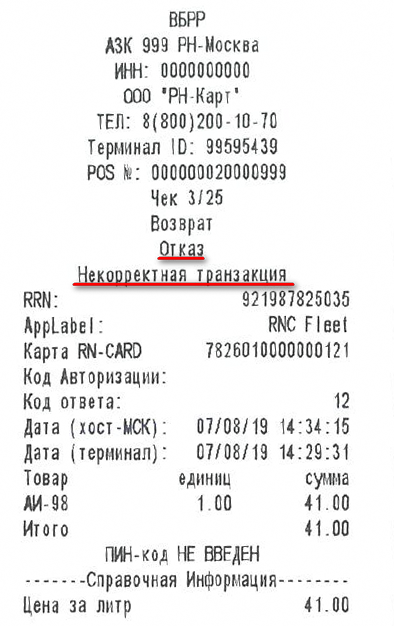 ВБРР
АЗК 999 РН-Москва
ИНН: 0000000000
ООО "РН-Карт"
ТЕЛ: 8(800)200-10-70
Терминал ID: 99595439
POS №: 000000020000999
Чек 3/25
Возврат
Отказ
Некорректная транзакция
RRN: 921987825035
AppLabel: RNC Fleet
Карта RN-CARD 7826010000000121
Код Авторизации:
Код ответа: 12
Дата (хост-МСК): 07/08/19 14:34:15
Дата (терминал): 07/08/19 14:29:31
Товар единиц сумма
АИ-98 1.00 41.00
Итого 41.00
ПИН-код НЕ ВВЕДЕН
-------Справочная Информация--------
Цена за литр 41.00